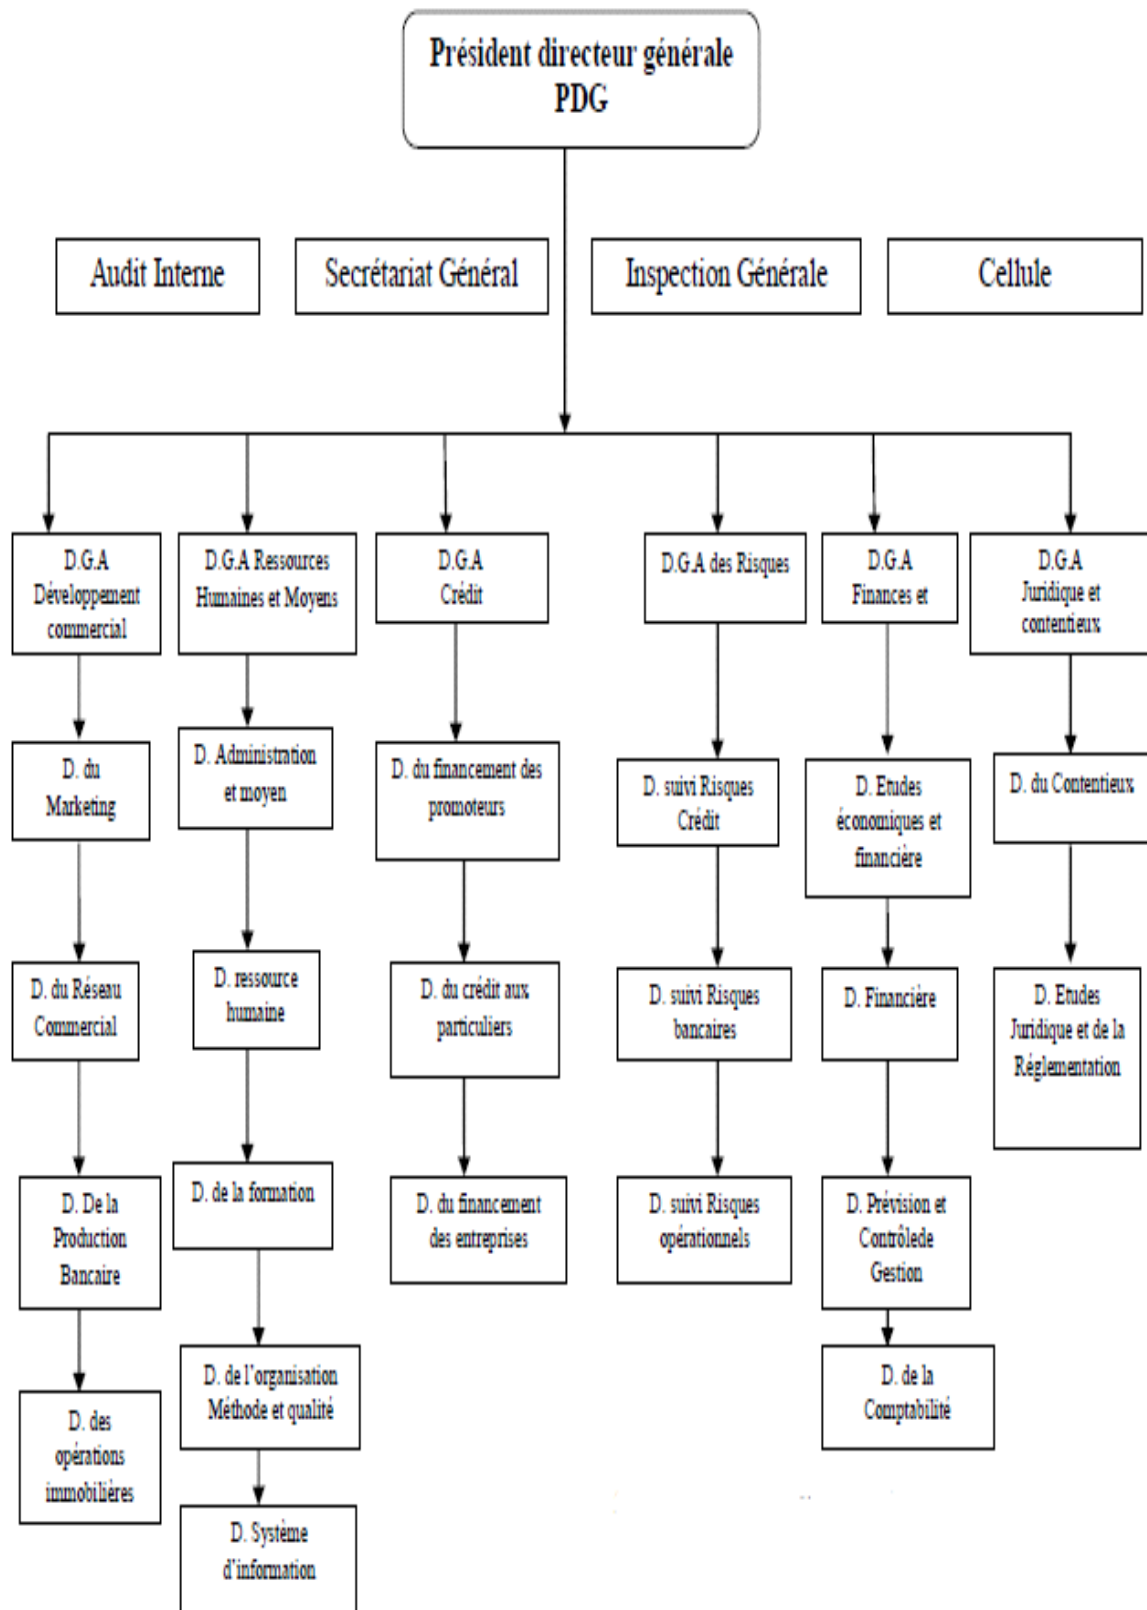 Président directeur générale
PDG
Audit Interne
Secrétariat Général
Inspection Générale
Cellule
D.G.A
Développement
commercial
D.G.A Ressources
Humaines et Moyens
D.G.A
Crédit
D.G.A des Risques
D.G.A
Finances et
D.G.A
Juridique et
contentieux
D. du
Marketing
D. Administration
et moyen
D. du financement des
promoteurs
D. suivi Risques
Crédit
D. Etudes
économiques et
financière
D. du Contentieux
D. du Réseau
Commercial
D. ressource
humaine
D. du crédit aux
particuliers
D. suivi Risques
bancaires
D. Financière
D. Etudes
Juridique et de la
Règlementation
D. De la
Production
Bancaire
D. de la formation
D. du financement
des entreprises
D. suivi Risques
opérationnels
D. Prévision et
Contrôlede
Gestion
D. des
opérations
immobilières
D. de l'organisation
Méthode et qualité
D. de la
Comptabilité
D. Système
d'information